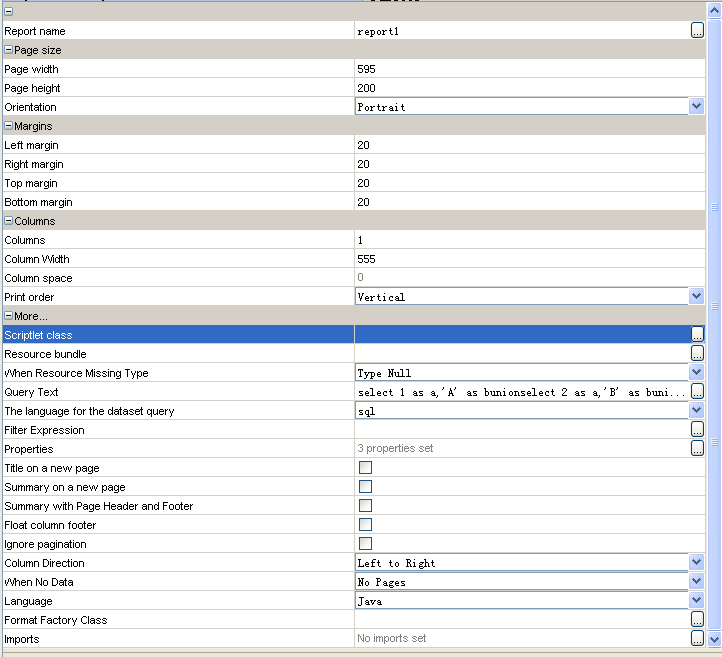 Report name report1 ...
Page size
Page width 595
Page height 200
Orientation Portrait
Margins
Left margin 20
Right margin 20
Top margin 20
Bottom margin 20
Columns
Columns 1
Column Width 555
Column space 0
Print order Vertical
More...
Scriptlet class ...
Resource bundle ...
When Resource Missing Type Type Null
Query Text select 1 as a,'A' as bunionselect 2 as a,'B' as buni... ...
The language for the dataset query sql
Filter Expression ...
Properties 3 properties set ...
Title on a new page
Summary on a new page
Summary with Page Header and Footer
Float column footer
Ignore pagination
Column Direction Left to Right
When No Data No Pages
Language Java
Format Factory Class ...
Imports No imports set ...